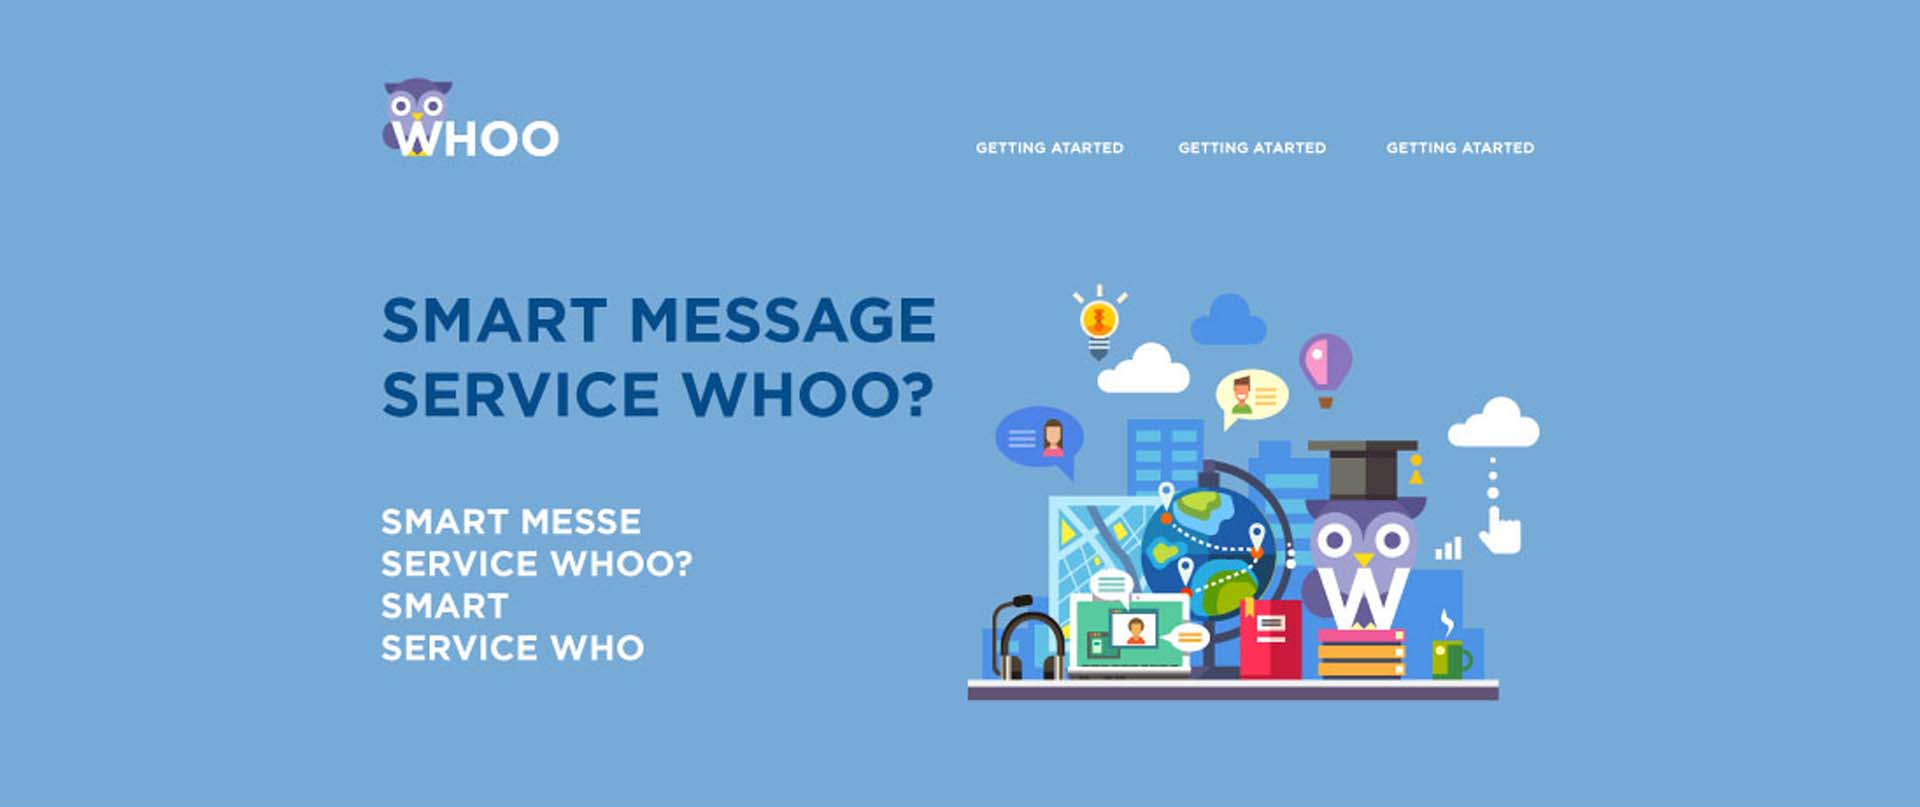 WHOO
GETTING ATARTED GETTING ATARTED GETTING ATARTED
SMART MESSAGE
SERVICE WHOO?
SMART MESSE
SERVICE WHOO?
SMART
SERVICE WHO
W